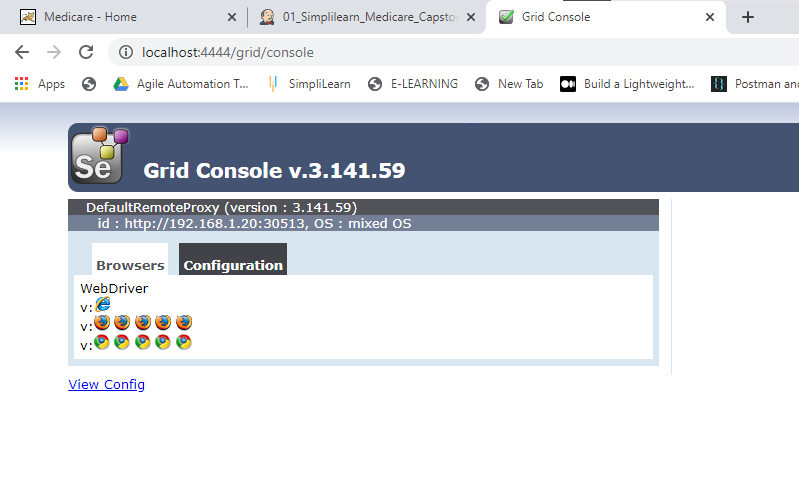 Medicare - Home
01_Simplilearn_Medicare_Capsto
Grid Console
localhost:4444/grid/console
Apps
Agile Automation T...
SimpliLearn
E-LEARNING
New Tab
Build a Lightweight...
Postman and
Se
Grid Console v.3.141.59
DefaultRemoteProxy (version : 3.141.59)
id : http://192.168.1.20:30513, OS : mixed OS
Browsers
Configuration
WebDriver
v:
v:
v:
View Config